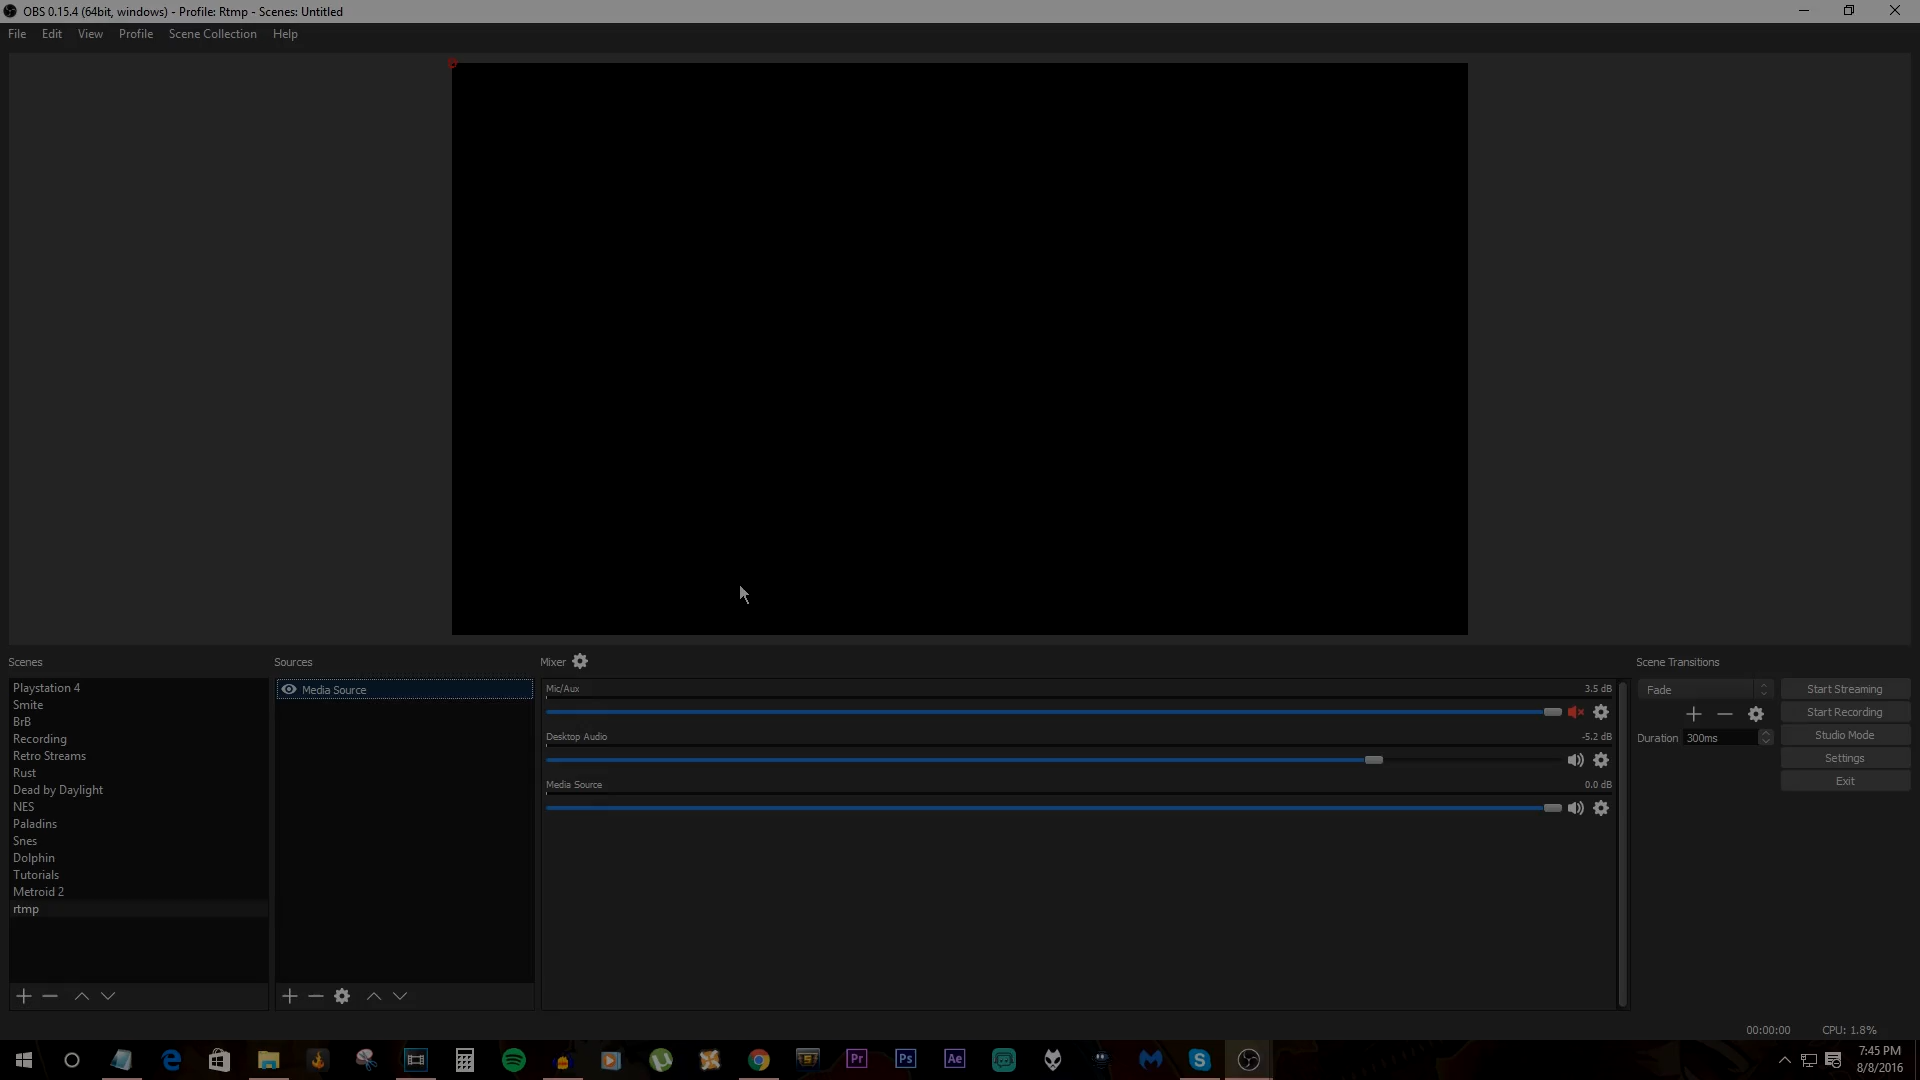 OBS 0.15.4 (64bit, windows) - Profile: Rtmp - Scenes: Untitled
File Edit View Profile Scene Collection Help
Scenes
Playstation 4
Smite
BrB
Recording
Retro Streams
Rust
Dead by Daylight
NES
Paladins
Snes
Dolphin
Tutorials
Metroid 2
rtmp
Sources
Media Source
Mixer
Mic/Aux 3.5 dB
Desktop Audio -5.2 dB
Media Source 0.0 dB
Scene Transitions
Fade
Duration 300ms
Start Streaming
Start Recording
Studio Mode
Settings
Exit
00:00:00 CPU: 1.8%
Pr Ps Ae
7:45 PM
8/8/2016